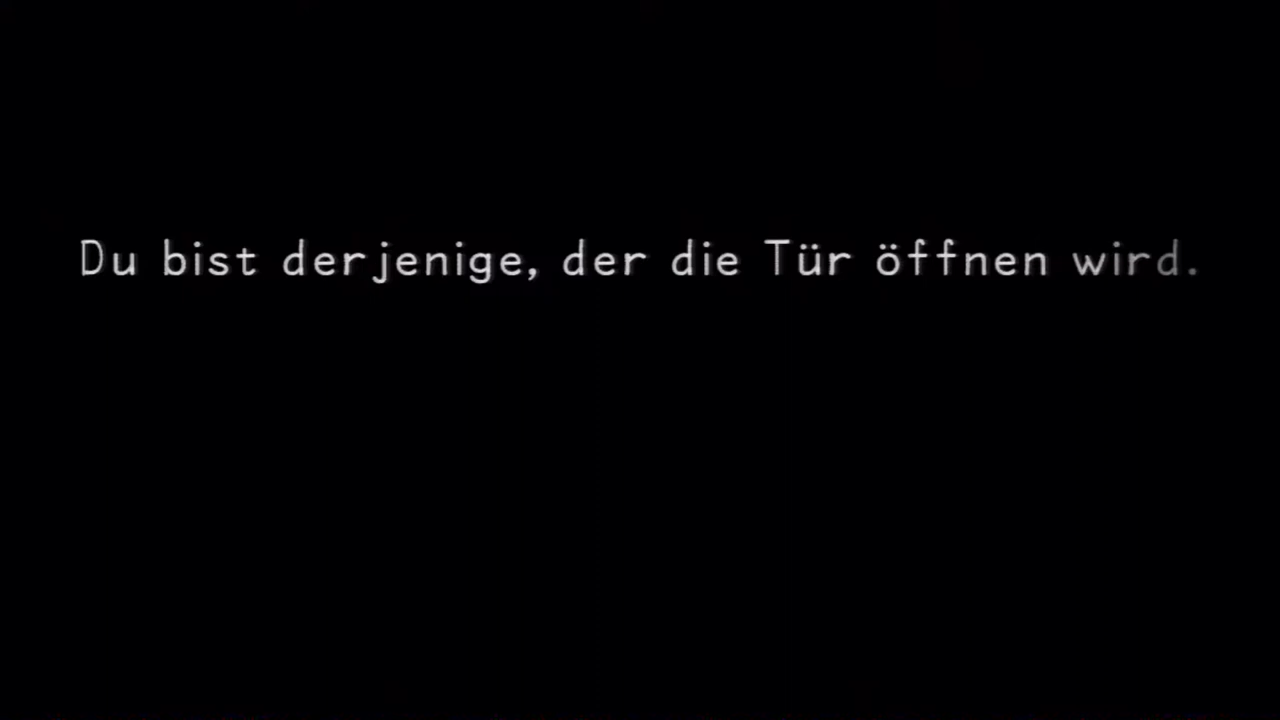 Du bist derjenige, der die Tür öffnen wird.